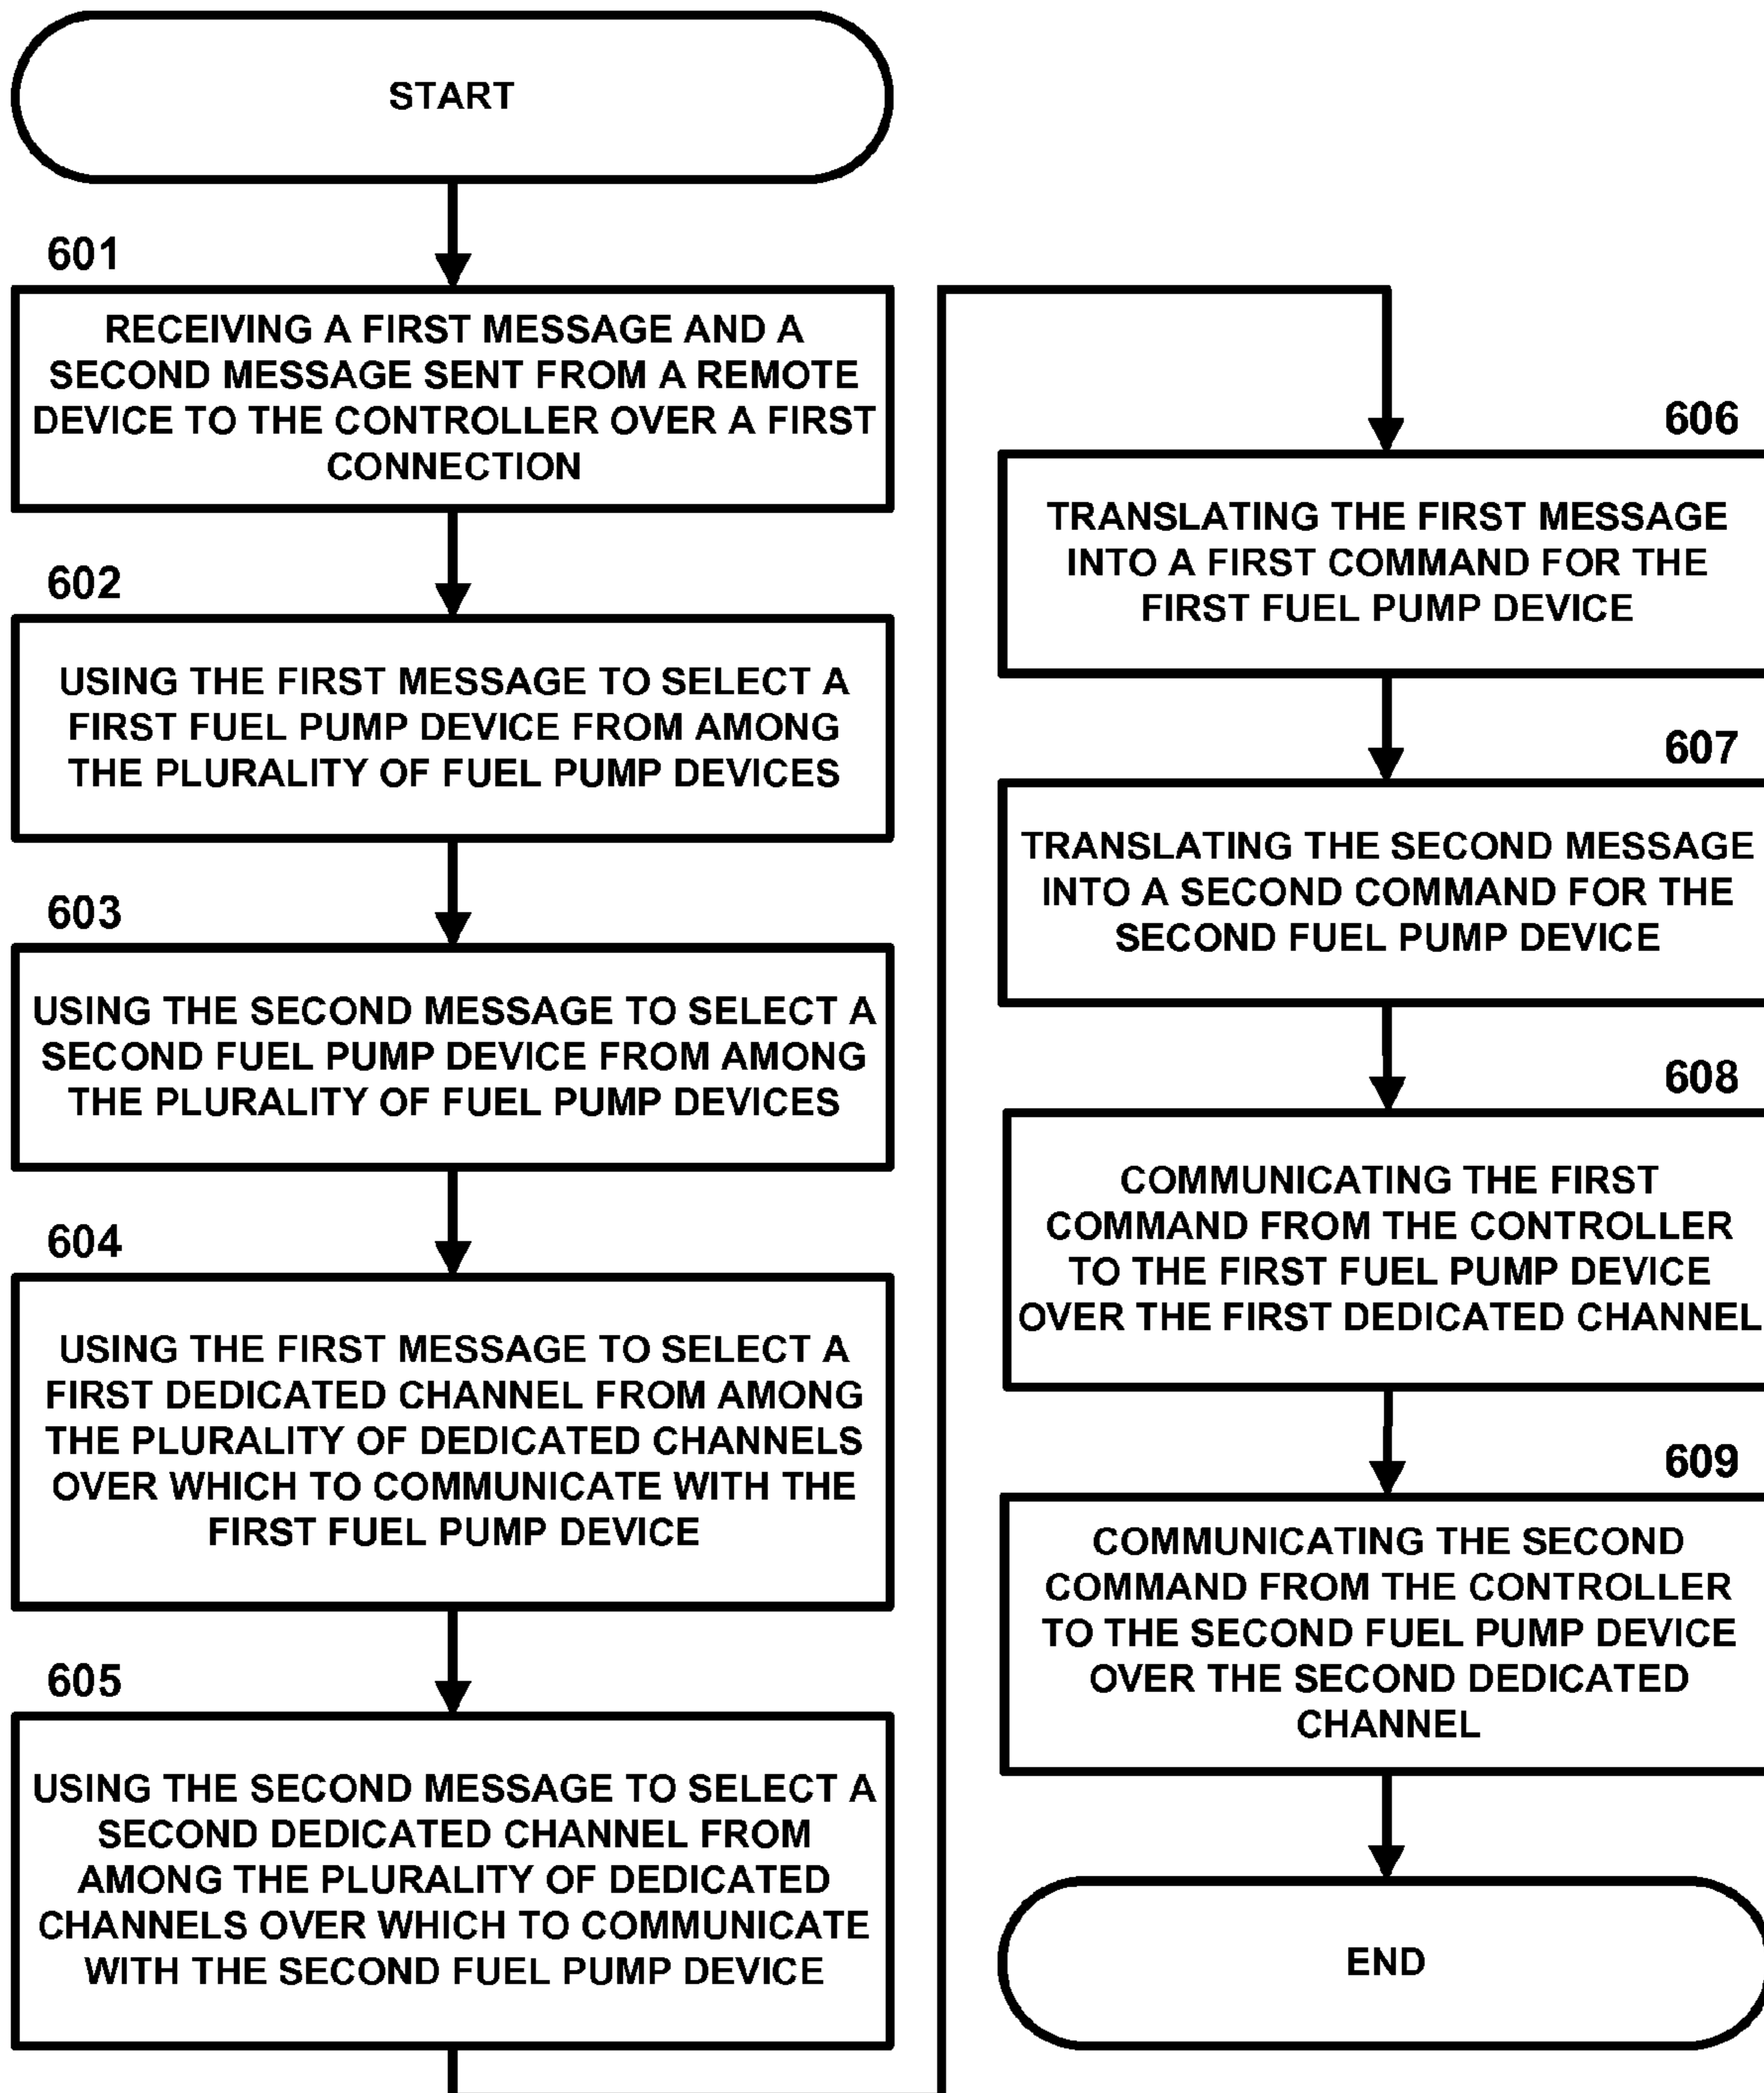 START
601
RECEIVING A FIRST MESSAGE AND A
SECOND MESSAGE SENT FROM A REMOTE
DEVICE TO THE CONTROLLER OVER A FIRST
CONNECTION
602
USING THE FIRST MESSAGE TO SELECT A
FIRST FUEL PUMP DEVICE FROM AMONG
THE PLURALITY OF FUEL PUMP DEVICES
603
USING THE SECOND MESSAGE TO SELECT A
SECOND FUEL PUMP DEVICE FROM AMONG
THE PLURALITY OF FUEL PUMP DEVICES
604
USING THE FIRST MESSAGE TO SELECT A
FIRST DEDICATED CHANNEL FROM AMONG
THE PLURALITY OF DEDICATED CHANNELS
OVER WHICH TO COMMUNICATE WITH THE
FIRST FUEL PUMP DEVICE
605
USING THE SECOND MESSAGE TO SELECT A
SECOND DEDICATED CHANNEL FROM
AMONG THE PLURALITY OF DEDICATED
CHANNELS OVER WHICH TO COMMUNICATE
WITH THE SECOND FUEL PUMP DEVICE
606
TRANSLATING THE FIRST MESSAGE
INTO A FIRST COMMAND FOR THE
FIRST FUEL PUMP DEVICE
607
TRANSLATING THE SECOND MESSAGE
INTO A SECOND COMMAND FOR THE
SECOND FUEL PUMP DEVICE
608
COMMUNICATING THE FIRST
COMMAND FROM THE CONTROLLER
TO THE FIRST FUEL PUMP DEVICE
OVER THE FIRST DEDICATED CHANNEL
609
COMMUNICATING THE SECOND
COMMAND FROM THE CONTROLLER
TO THE SECOND FUEL PUMP DEVICE
OVER THE SECOND DEDICATED
CHANNEL
END